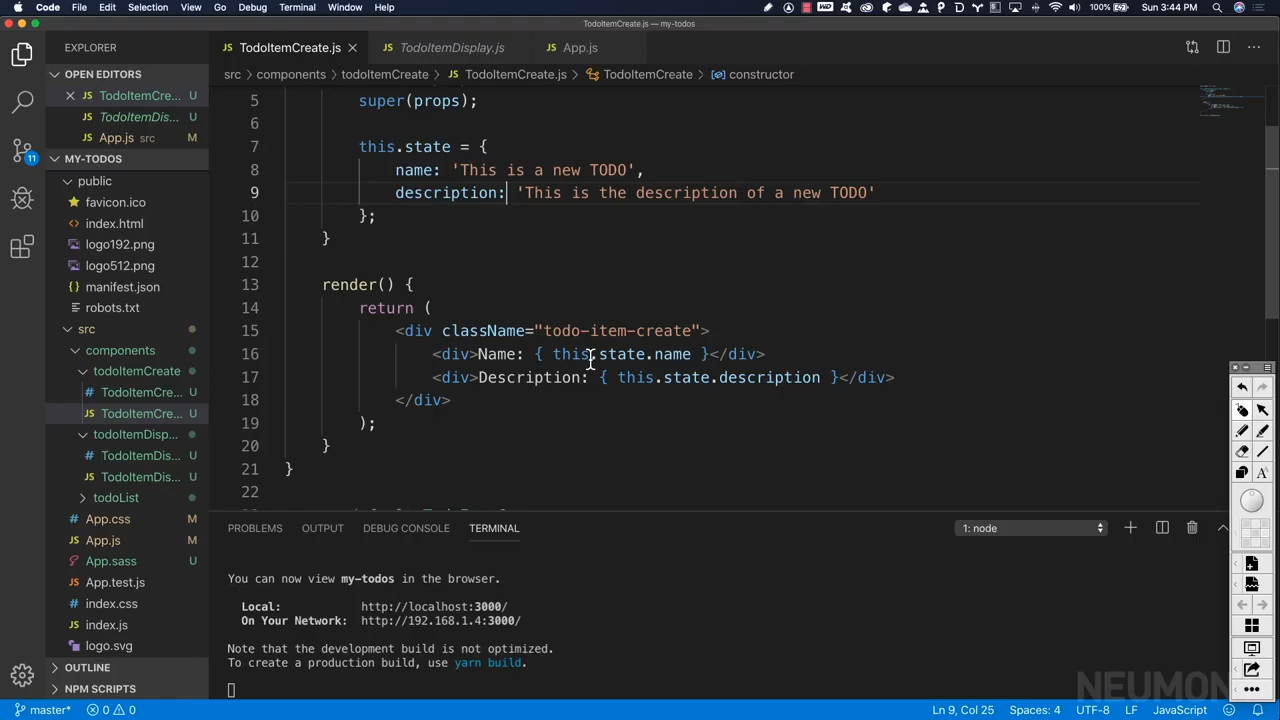 Code File Edit Selection View Go Debug Terminal Window Help
100% Sun 3:44 PM
TodoItemCreate.js — my-todos
EXPLORER
TodoItemCreate.js
TodoItemDisplay.js
App.js
OPEN EDITORS
src > components > todoItemCreate > JS TodoItemCreate.js > TodoItemCreate > constructor
JS TodoItemCre... U
JS TodoItemDis... U
JS App.js src M
MY-TODOS
public
favicon.ico
index.html
logo192.png
logo512.png
manifest.json
robots.txt
src
components
todoItemCreate
# TodoItemCre... U
JS TodoItemCre... U
todoItemDisp...
# TodoItemDis... U
JS TodoItemDis... U
todoList
App.css M
App.js M
App.sass U
App.test.js
index.css
index.js
logo.svg
OUTLINE
NPM SCRIPTS
5 super(props);
6
7 this.state = {
8 name: 'This is a new TODO',
9 description: 'This is the description of a new TODO'
10 };
11 }
12
13 render() {
14 return (
15 <div className="todo-item-create">
16 <div>Name: { this.state.name }</div>
17 <div>Description: { this.state.description }</div>
18 </div>
19 );
20 }
21 }
22
PROBLEMS OUTPUT DEBUG CONSOLE TERMINAL
1: node
You can now view my-todos in the browser.
Local: http://localhost:3000/
On Your Network: http://192.168.1.4:3000/
Note that the development build is not optimized.
To create a production build, use yarn build.
NEUMON
11
master* 0 0
Ln 9, Col 25 Spaces: 4 UTF-8 LF JavaScript